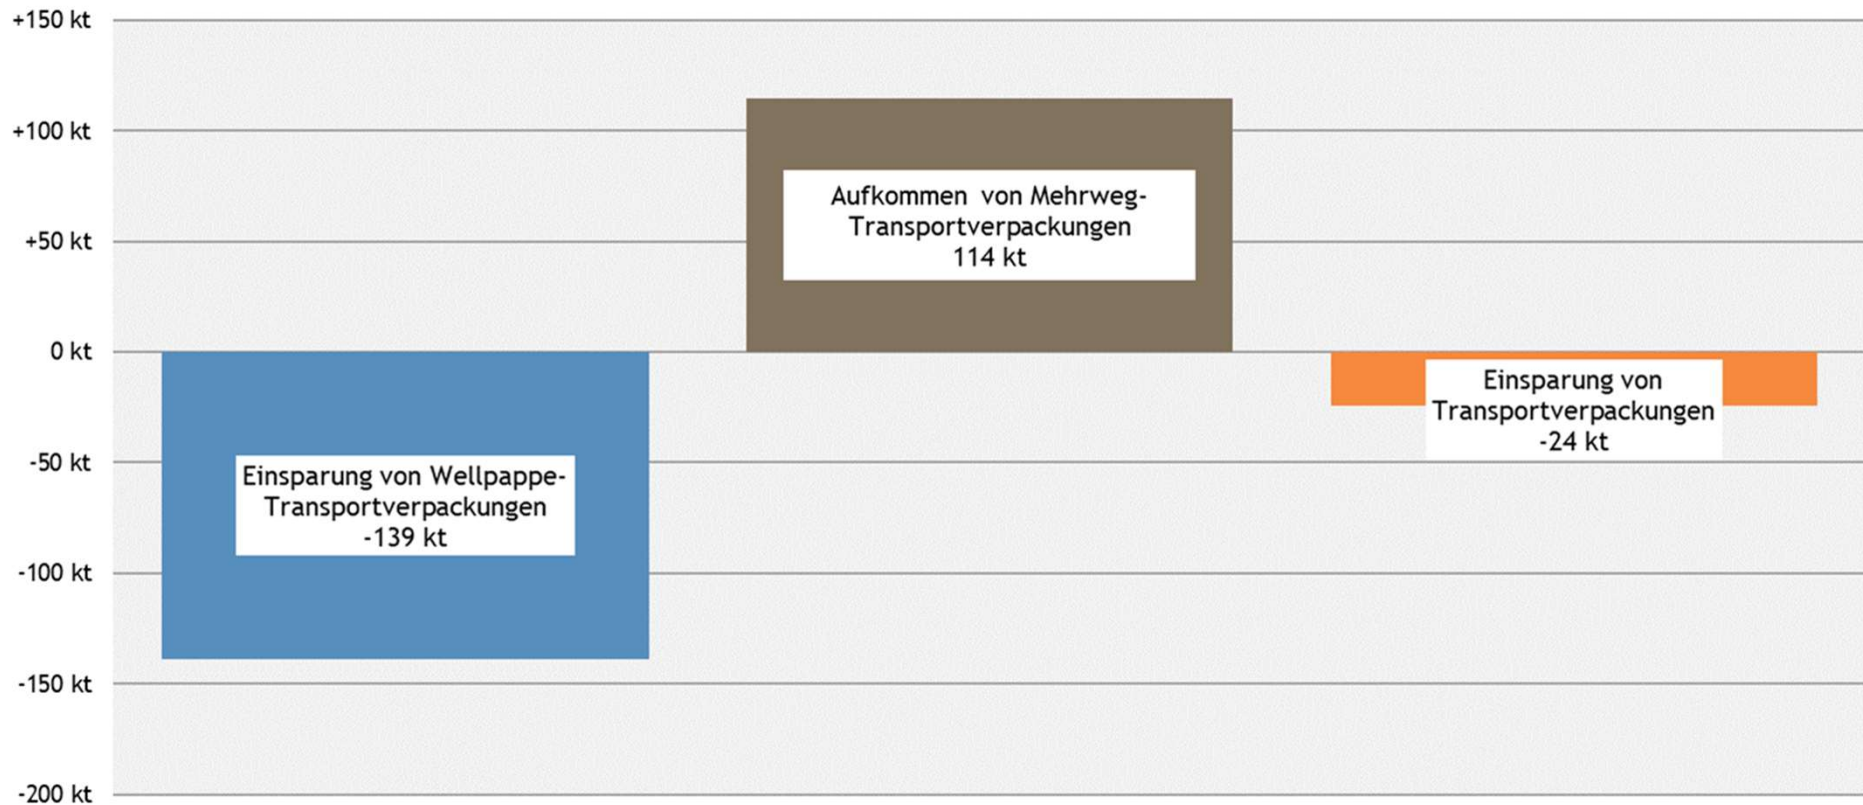 +150 kt
+100 kt
+50 kt
0 kt
-50 kt
-100 kt
-150 kt
-200 kt
Einsparung von Wellpappe-
Transportverpackungen
-139 kt
Aufkommen  von Mehrweg-
Transportverpackungen
114 kt
Einsparung von
Transportverpackungen
-24 kt